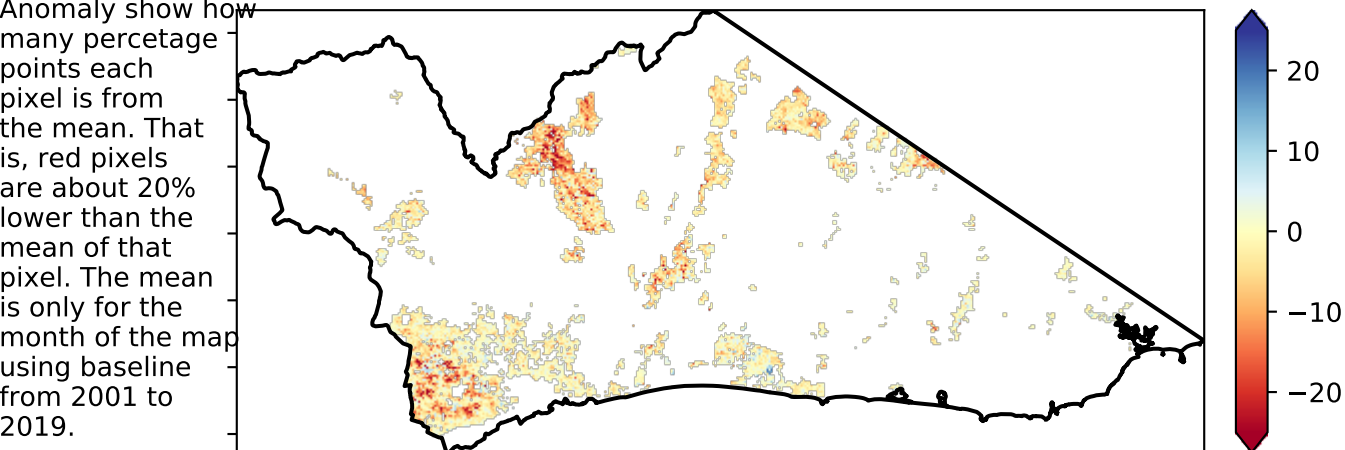 Anomaly show how
many percetage
points each
pixel is from
the mean. That
is, red pixels
are about 20%
lower than the
mean of that
pixel. The mean
is only for the
month of the map
using baseline
from 2001 to
2019.
20
10
0
−10
−20